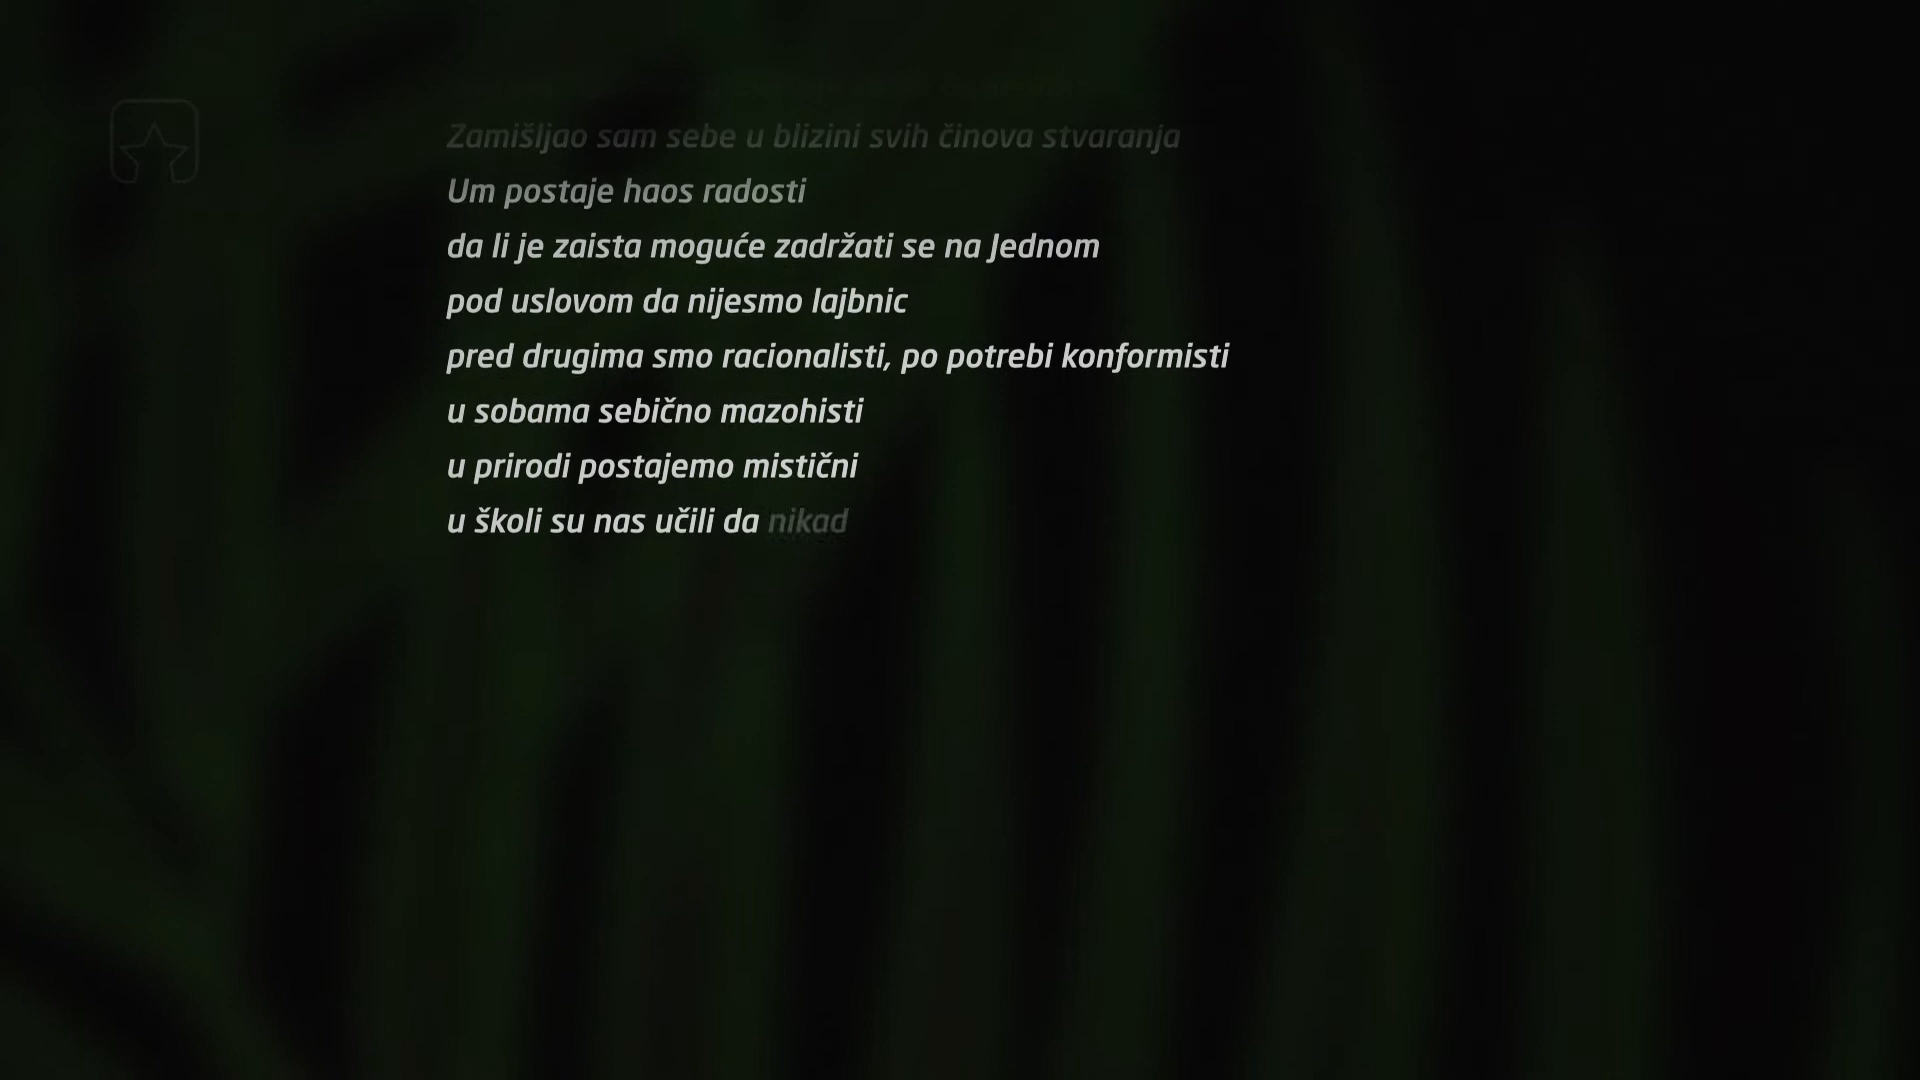 Zamišljao sam sebe u blizini svih činova stvaranja
Um postaje haos radosti
da li je zaista moguće zadržati se na Jednom
pod uslovom da nijesmo lajbnic
pred drugima smo racionalisti, po potrebi konformisti
u sobama sebično mazohisti
u prirodi postajemo mistični
u školi su nas učili da nikad